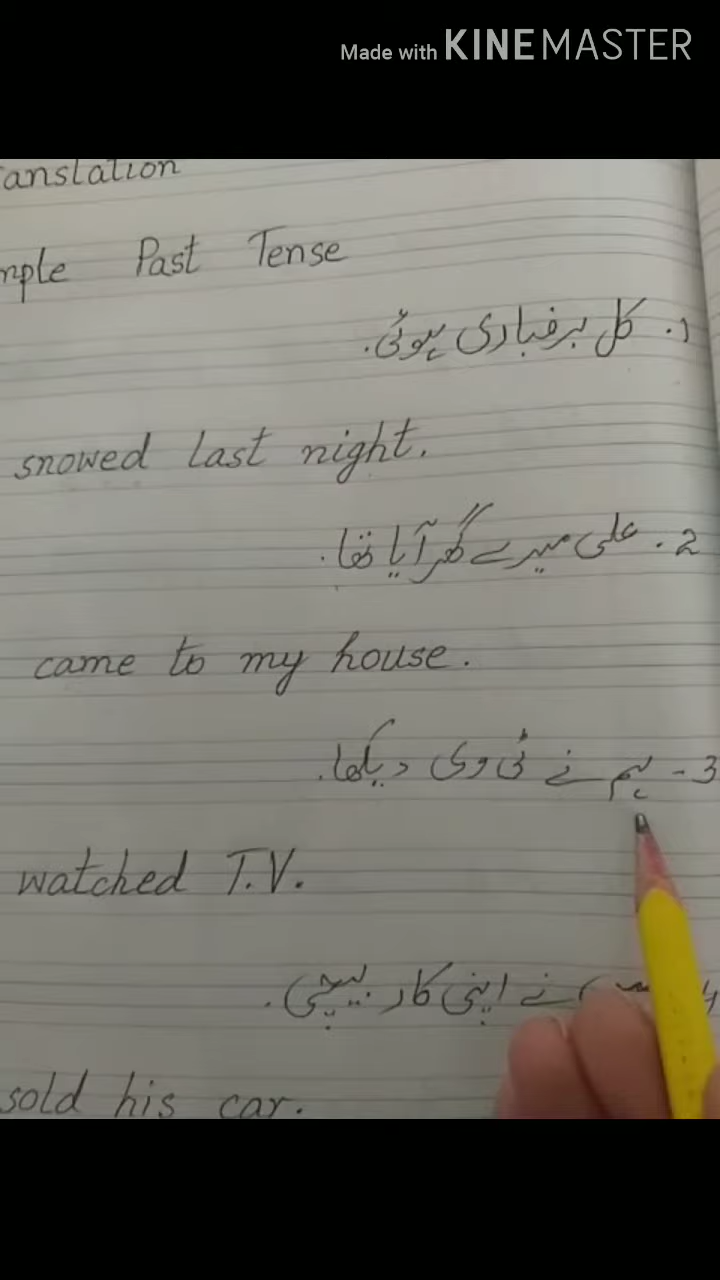 Made with KINEMASTER
anslation
mple Past Tense
1. کل برفباری ہوئی.
snowed last night.
2. علی میرے گھر آیا تھا.
came to my house.
3- ہم نے ٹی وی دیکھا.
watched T.V.
نے اپنی کار بیچی.
sold his car.